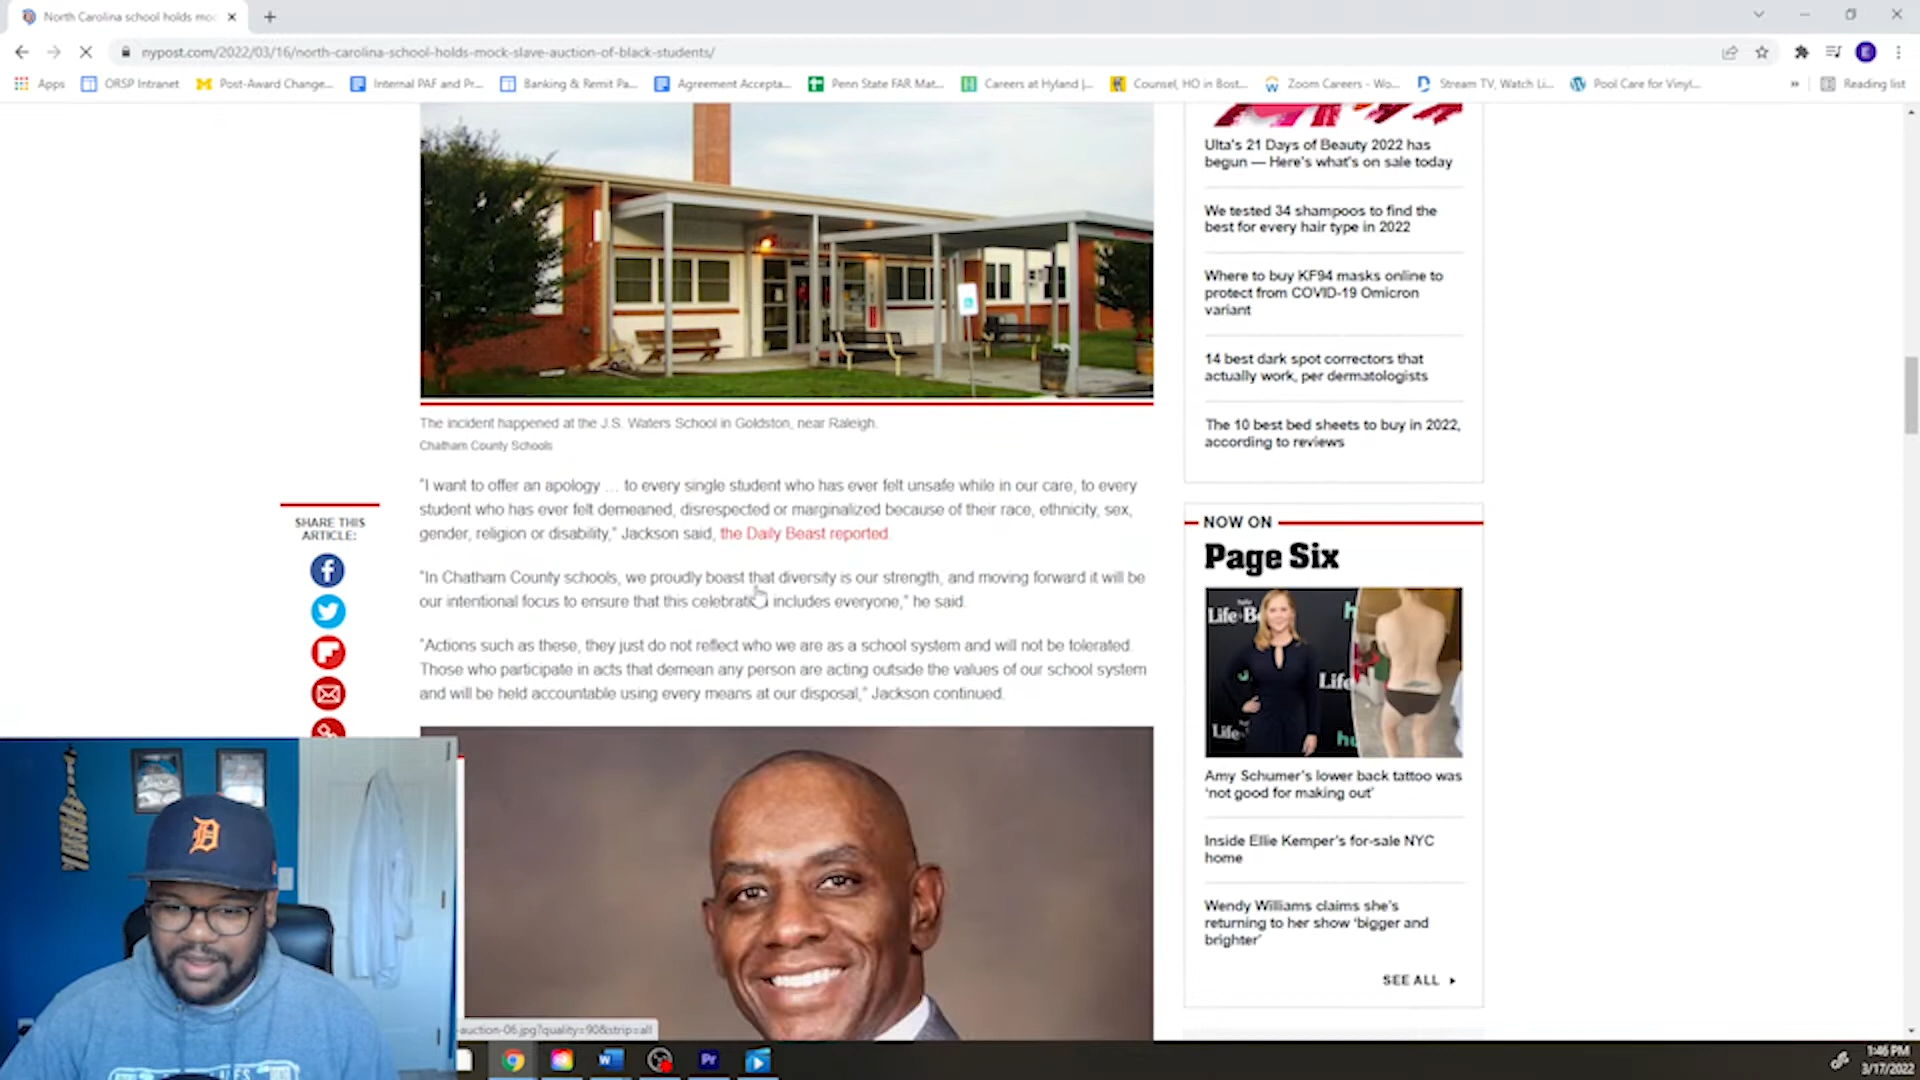 North Carolina school holds moc
nypost.com/2022/03/16/north-carolina-school-holds-mock-slave-auction-of-black-students/
E
Apps
ORSP Intranet
Post-Award Change...
Internal PAF and Pr...
Banking & Remit Pa...
Agreement Accepta...
Penn State FAR Mat...
Careers at Hyland |...
Counsel, HO in Bost...
Zoom Careers - Wo...
Stream TV, Watch Li...
Pool Care for Vinyl...
»
Reading list
The incident happened at the J.S. Waters School in Goldston, near Raleigh.
Chatham County Schools
"I want to offer an apology … to every single student who has ever felt unsafe while in our care, to every
student who has ever felt demeaned, disrespected or marginalized because of their race, ethnicity, sex,
gender, religion or disability," Jackson said, the Daily Beast reported.
"In Chatham County schools, we proudly boast that diversity is our strength, and moving forward it will be
our intentional focus to ensure that this celebration includes everyone," he said.
"Actions such as these, they just do not reflect who we are as a school system and will not be tolerated.
Those who participate in acts that demean any person are acting outside the values of our school system
and will be held accountable using every means at our disposal," Jackson continued.
SHARE THIS
ARTICLE:
Ulta's 21 Days of Beauty 2022 has
begun — Here's what's on sale today
We tested 34 shampoos to find the
best for every hair type in 2022
Where to buy KF94 masks online to
protect from COVID-19 Omicron
variant
14 best dark spot correctors that
actually work, per dermatologists
The 10 best bed sheets to buy in 2022,
according to reviews
NOW ON
Page Six
Life&B
Life
Life
Amy Schumer's lower back tattoo was
'not good for making out'
Inside Ellie Kemper's for-sale NYC
home
Wendy Williams claims she's
returning to her show 'bigger and
brighter'
SEE ALL
D
-auction-06.jpg?quality=90&strip=all
W
Pr
1:46 PM
3/17/2022